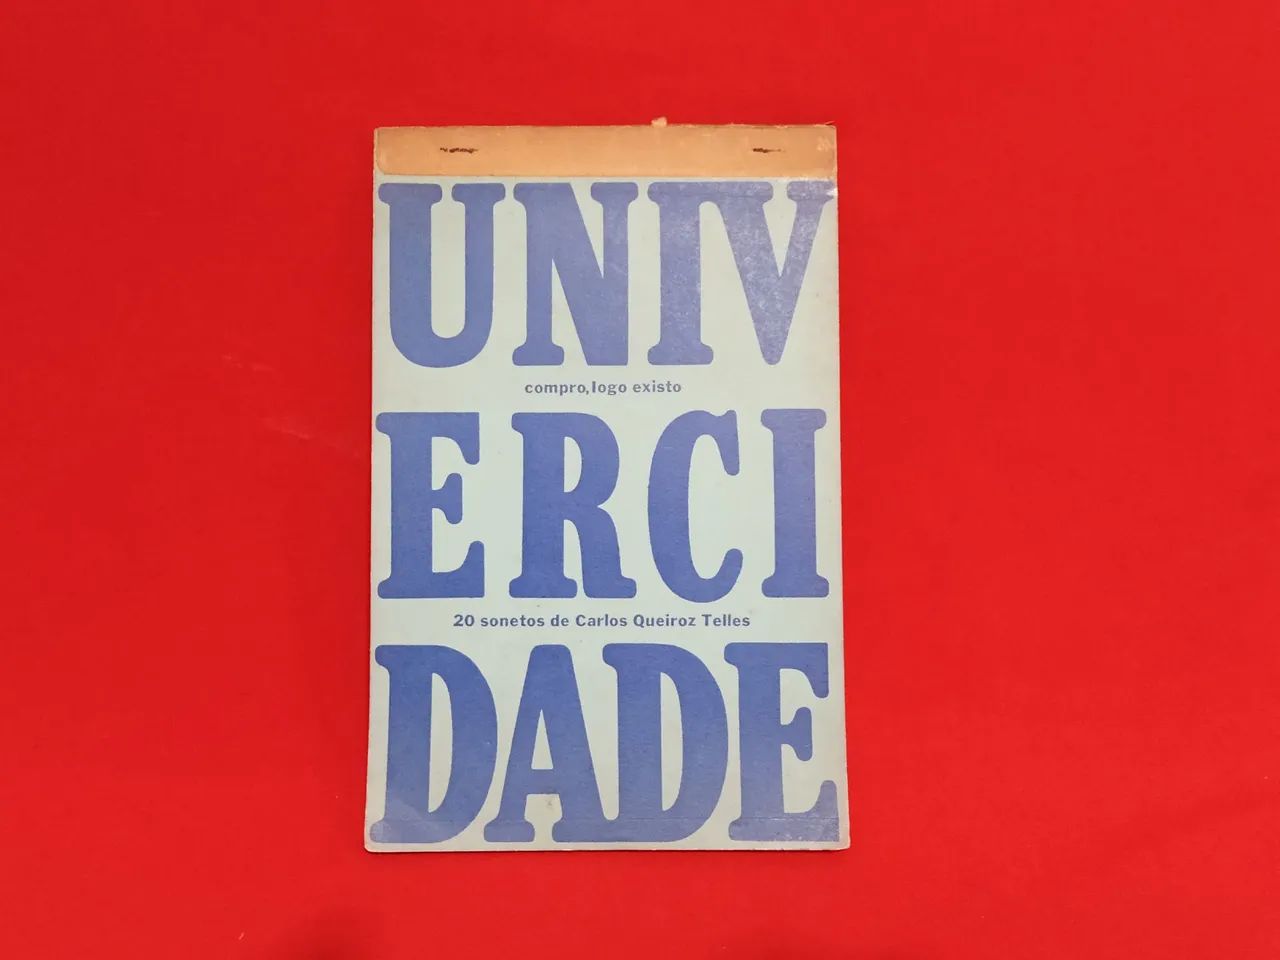 UNIV
compro, logo existo
ERCI
20 sonetos de Carlos Queiroz Telles
DADE